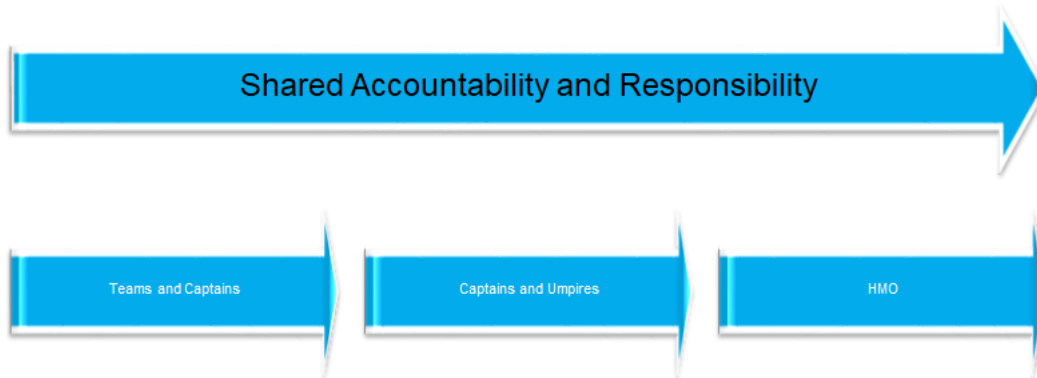 Shared Accountability and Responsibility
Teams and Captains
Captains and Umpires
HMO